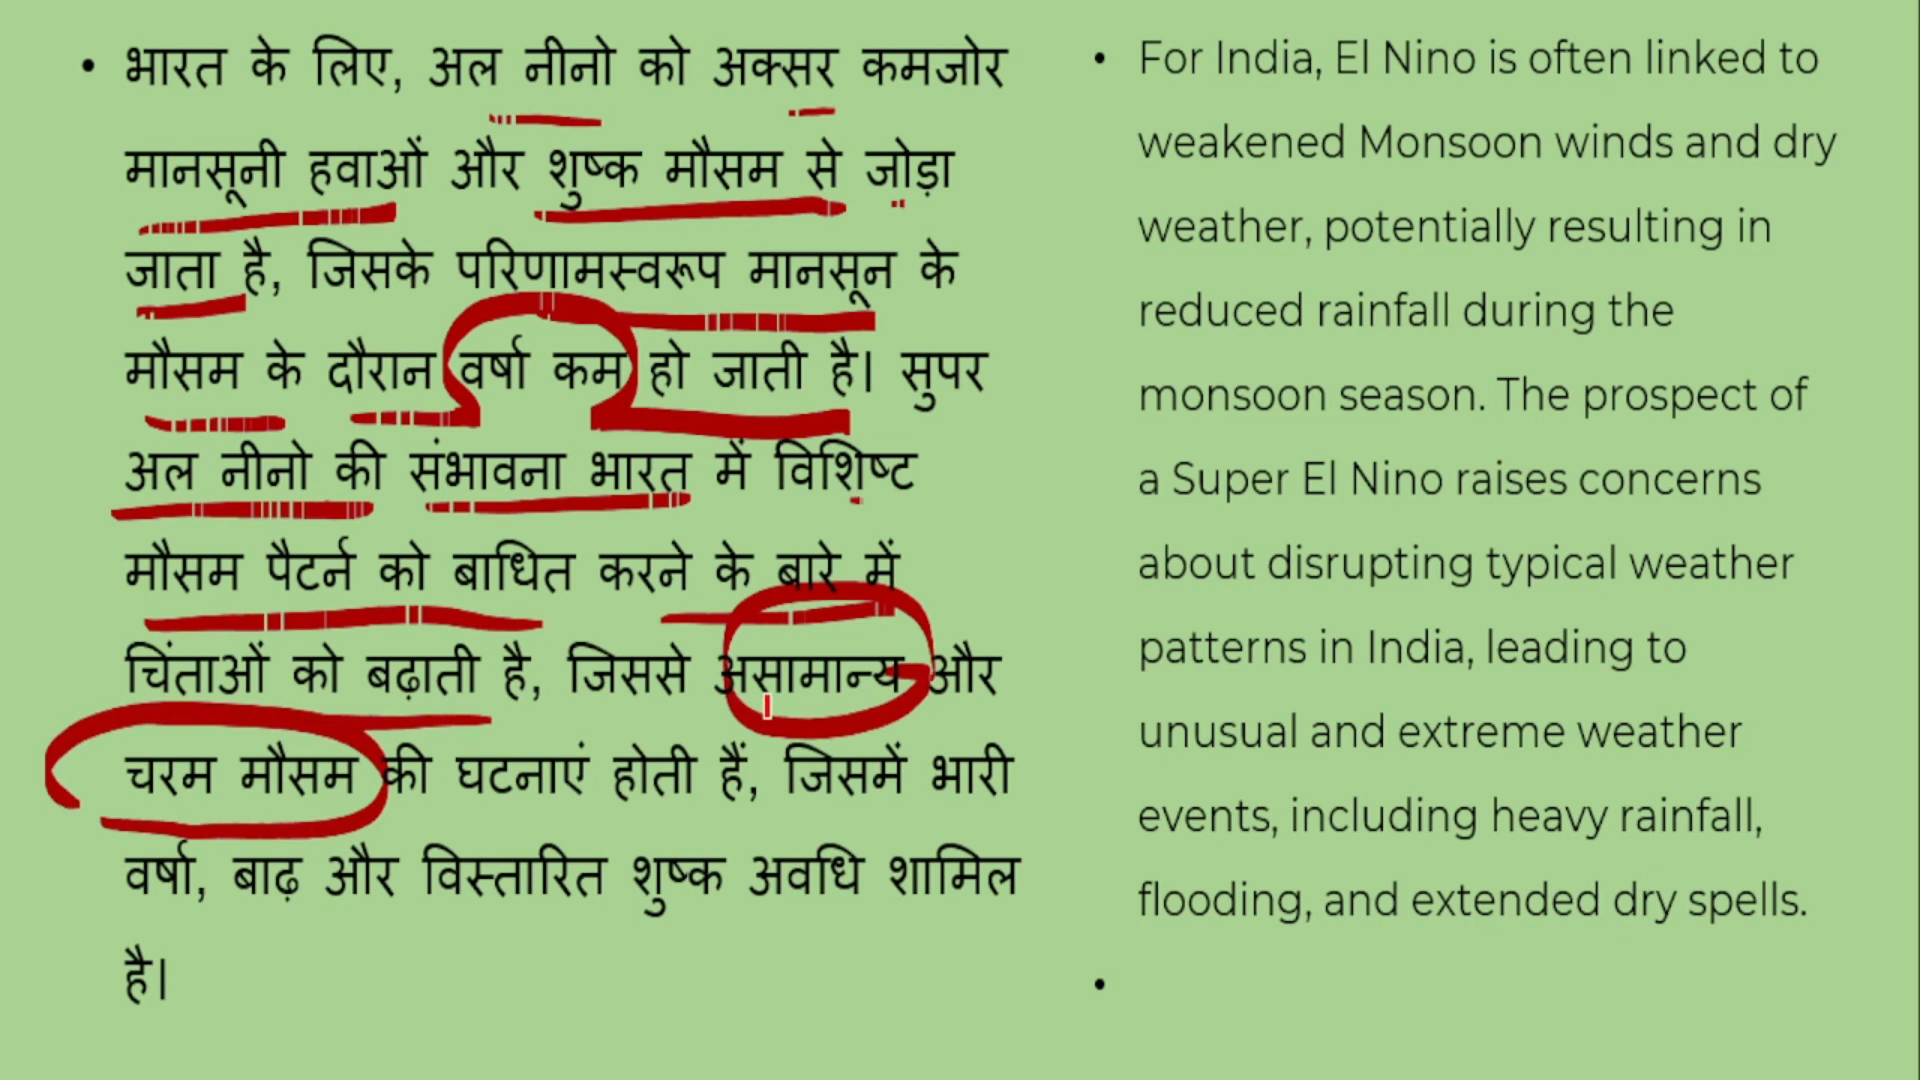 • भारत के लिए, अल नीनो को अक्सर कमजोर
मानसूनी हवाओं और शुष्क मौसम से जोड़ा
जाता है, जिसके परिणामस्वरूप मानसून के
मौसम के दौरान वर्षा कम हो जाती है। सुपर
अल नीनो की संभावना भारत में विशिष्ट
मौसम पैटर्न को बाधित करने के बारे में
चिंताओं को बढ़ाती है, जिससे असामान्य और
चरम मौसम की घटनाएं होती हैं, जिसमें भारी
वर्षा, बाढ़ और विस्तारित शुष्क अवधि शामिल
है।
• For India, El Nino is often linked to
weakened Monsoon winds and dry
weather, potentially resulting in
reduced rainfall during the
monsoon season. The prospect of
a Super El Nino raises concerns
about disrupting typical weather
patterns in India, leading to
unusual and extreme weather
events, including heavy rainfall,
flooding, and extended dry spells.
•